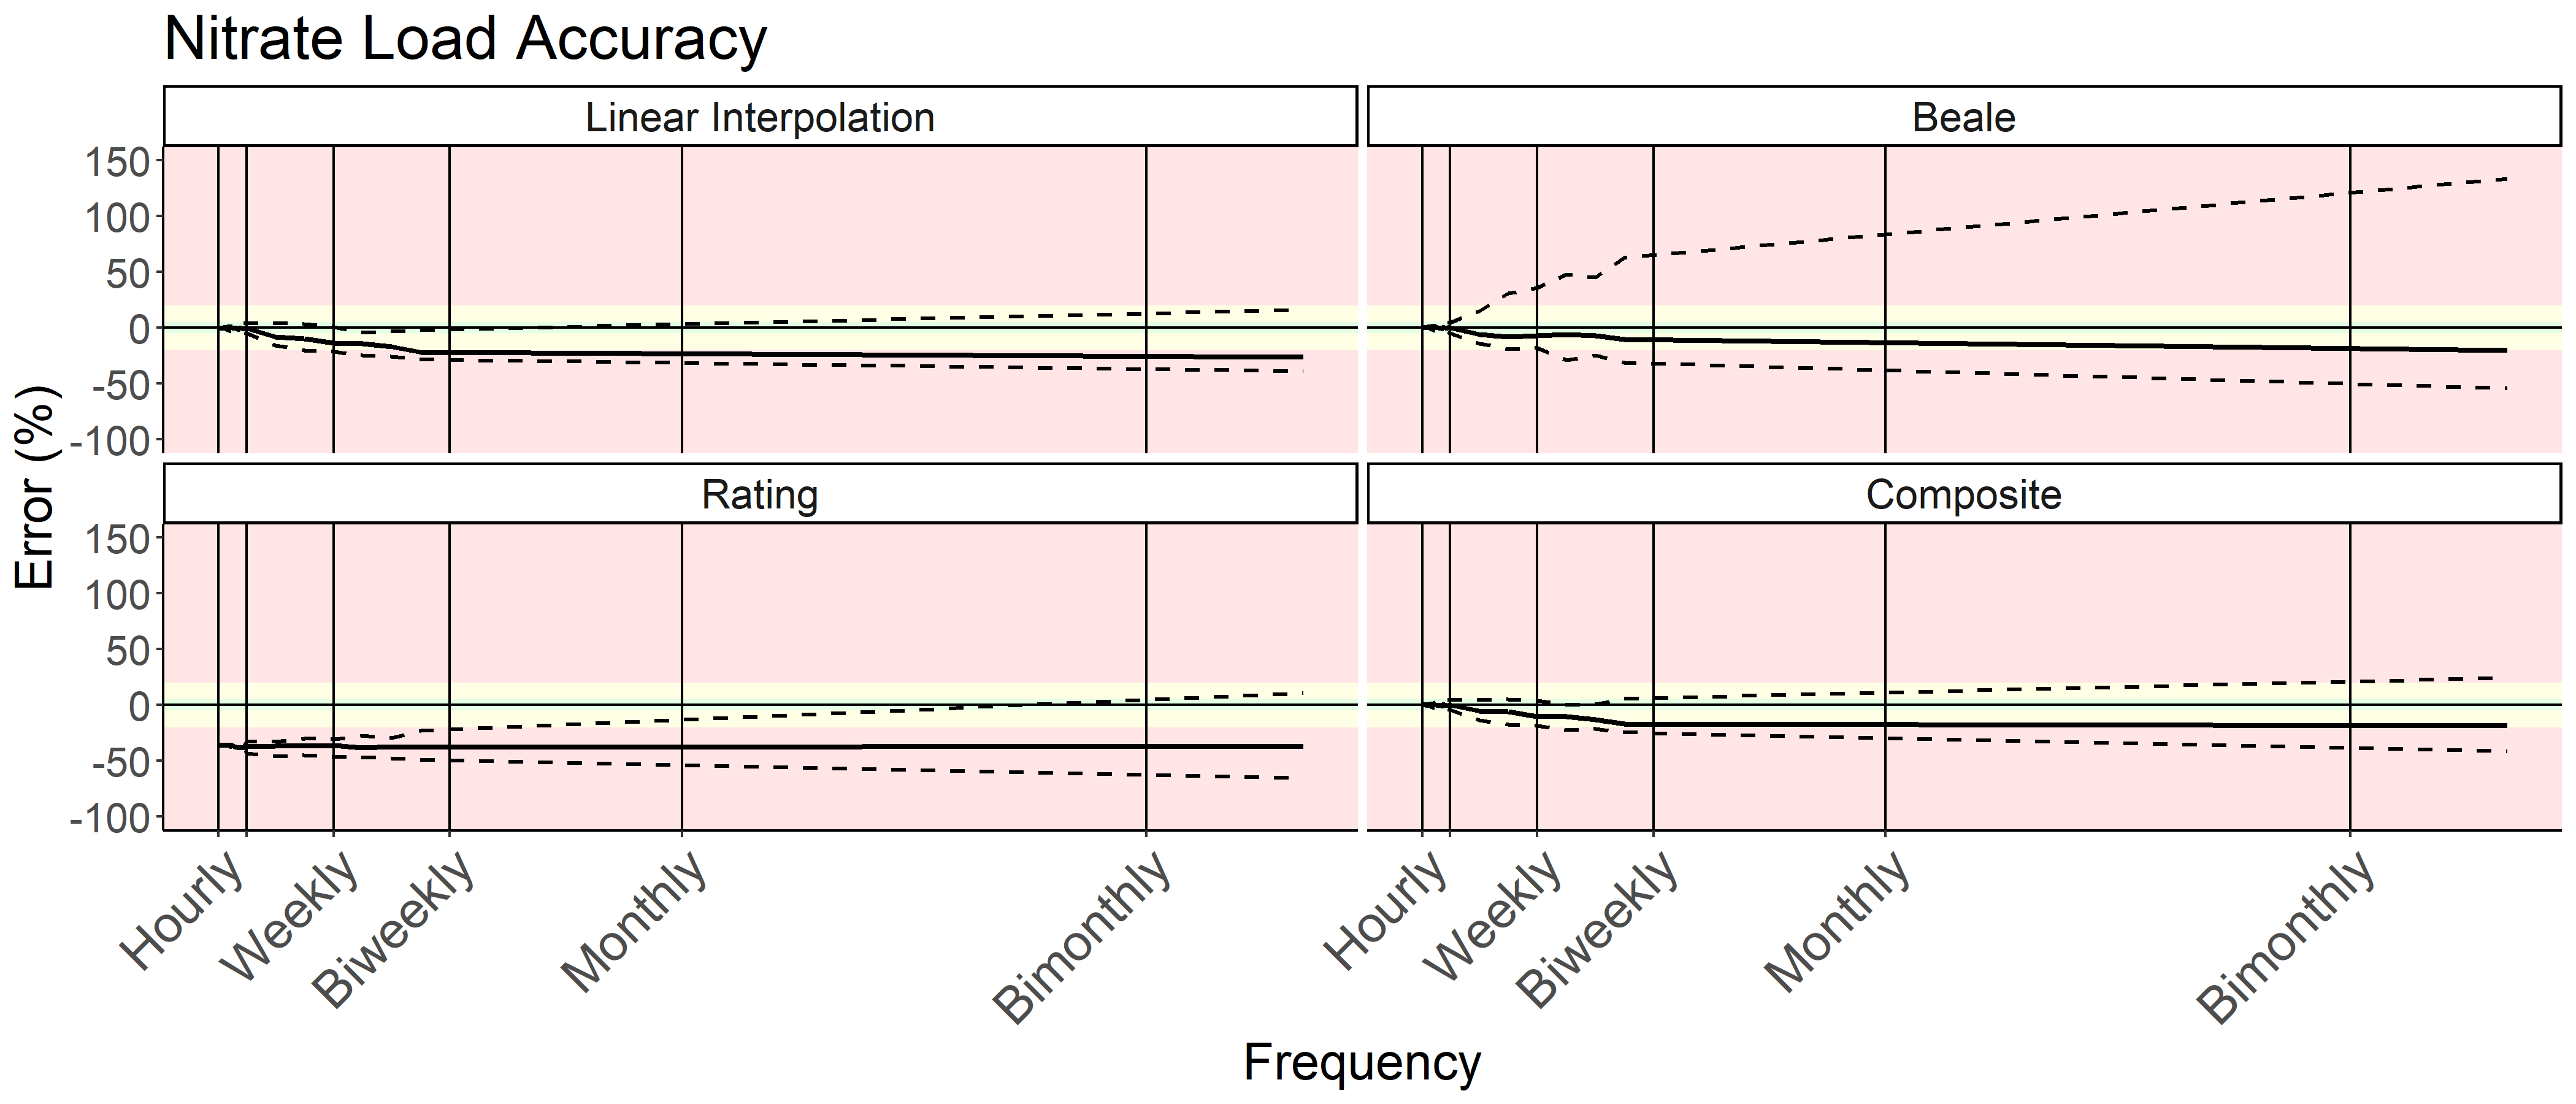 Nitrate Load Accuracy
Linear Interpolation
Beale
150
100
50
0
-50
-100
Rating
Composite
150
100
50
0
-50
-100
Error (%)
Hourly
Weekly
Biweekly
Monthly
Bimonthly
Hourly
Weekly
Biweekly
Monthly
Bimonthly
Frequency